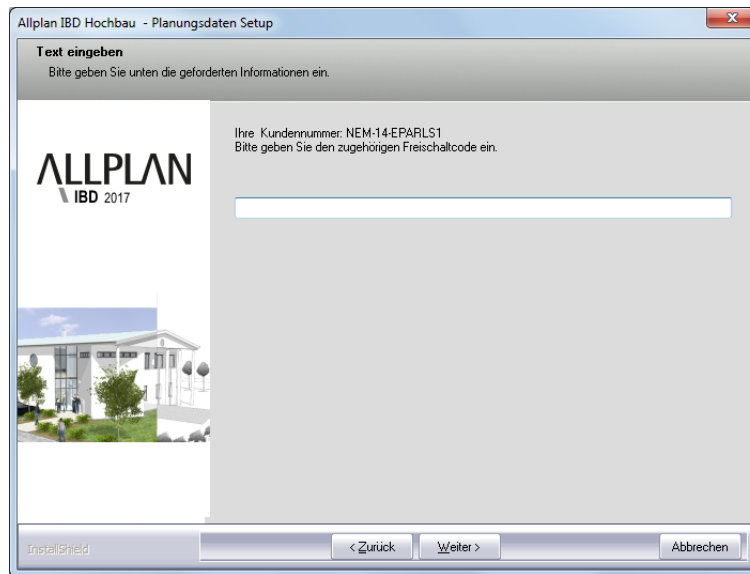 Allplan IBD Hochbau - Planungsdaten Setup
Text eingeben
Bitte geben Sie unten die geforderten Informationen ein.
Ihre Kundennummer: NEM-14-EPARLS1
Bitte geben Sie den zugehörigen Freischaltcode ein.
ALLPLAN
IBD 2017
InstallShield
< Zurück
Weiter >
Abbrechen